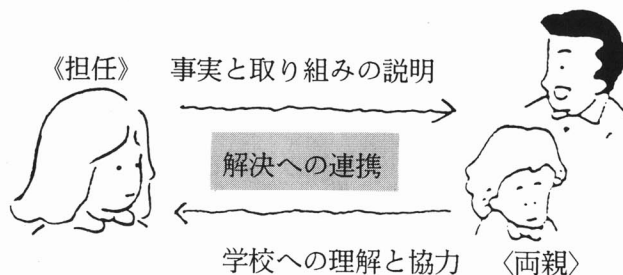 《担任》 事実と取り組みの説明
解決への連携
学校への理解と協力 〈両親〉